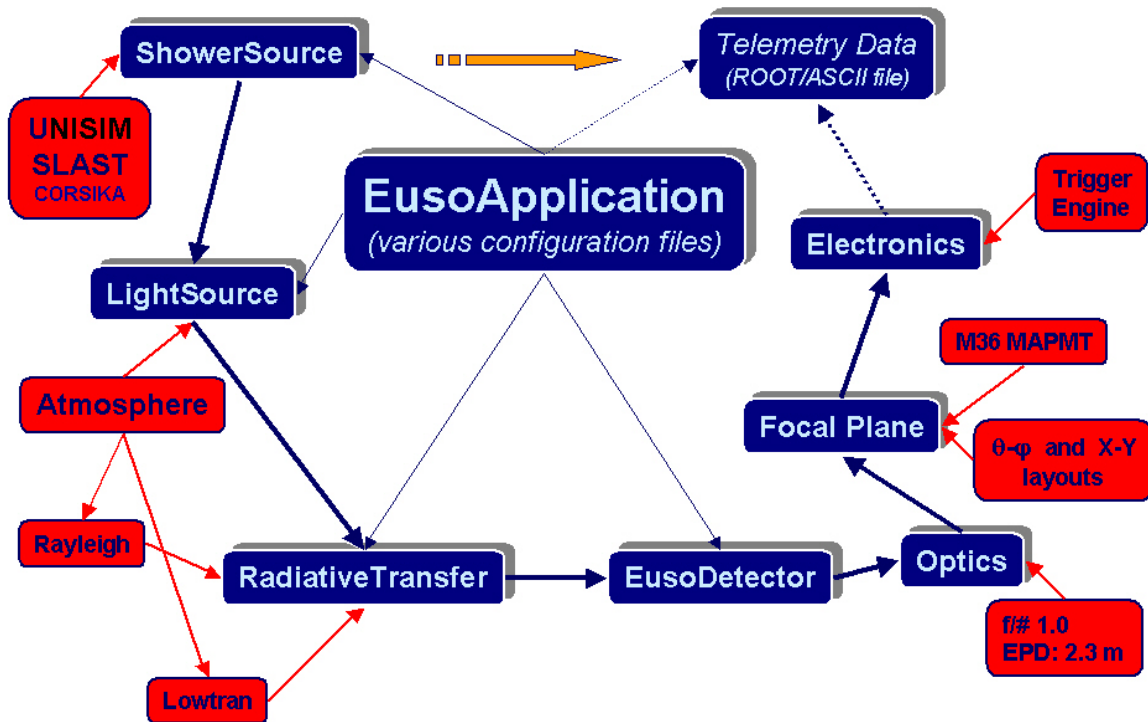 ShowerSource
Telemetry Data
(ROOT/ASCII file)
UNISIM
SLAST
CORSIKA
EusoApplication
(various configuration files)
Trigger
Engine
Electronics
LightSource
M36 MAPMT
Atmosphere
Focal Plane
θ-φ and X-Y
layouts
Rayleigh
RadiativeTransfer
EusoDetector
Optics
f/# 1.0
EPD: 2.3 m
Lowtran